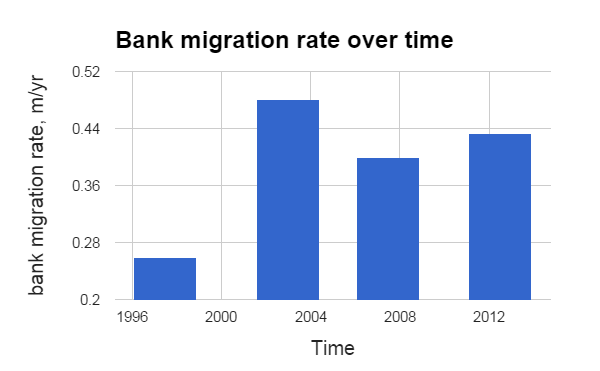 Bank migration rate over time
bank migration rate, m/yr
0.52
0.44
0.36
0.28
0.2
1996 2000 2004 2008 2012
Time